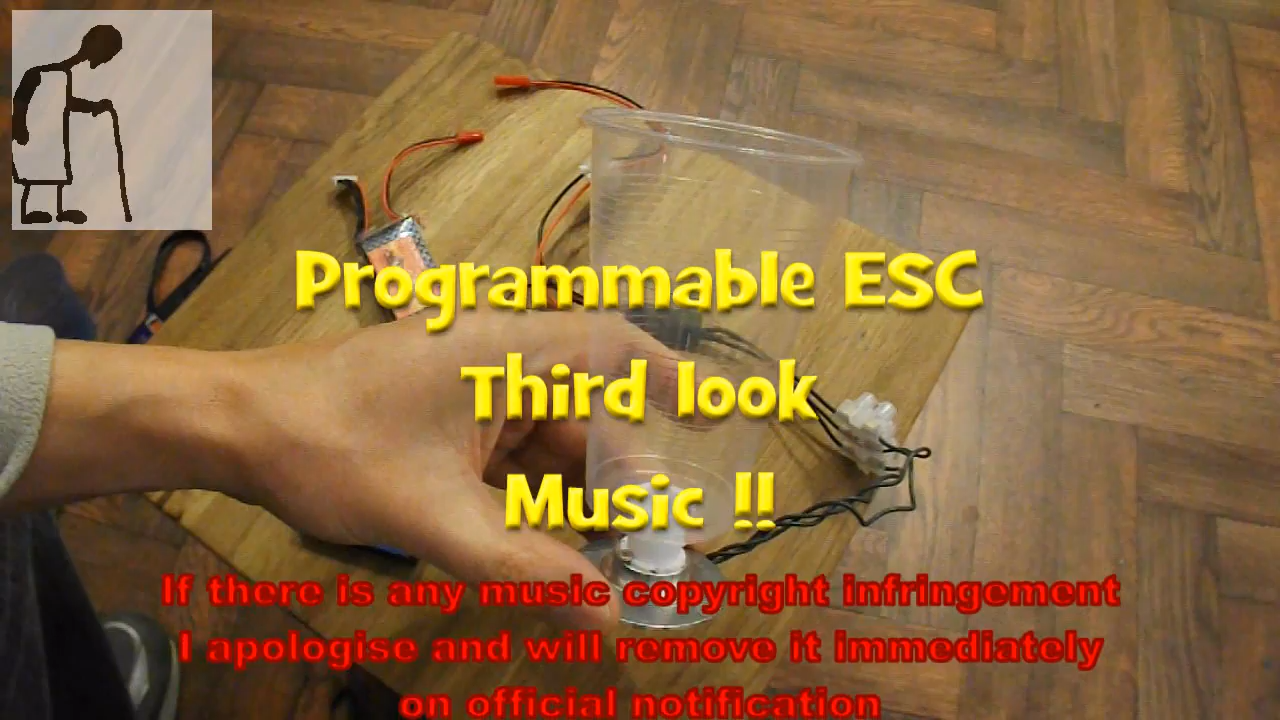 Programmable ESC
Third look
Music !!
If there is any music copyright infringement
I apologise and will remove it immediately
on official notification